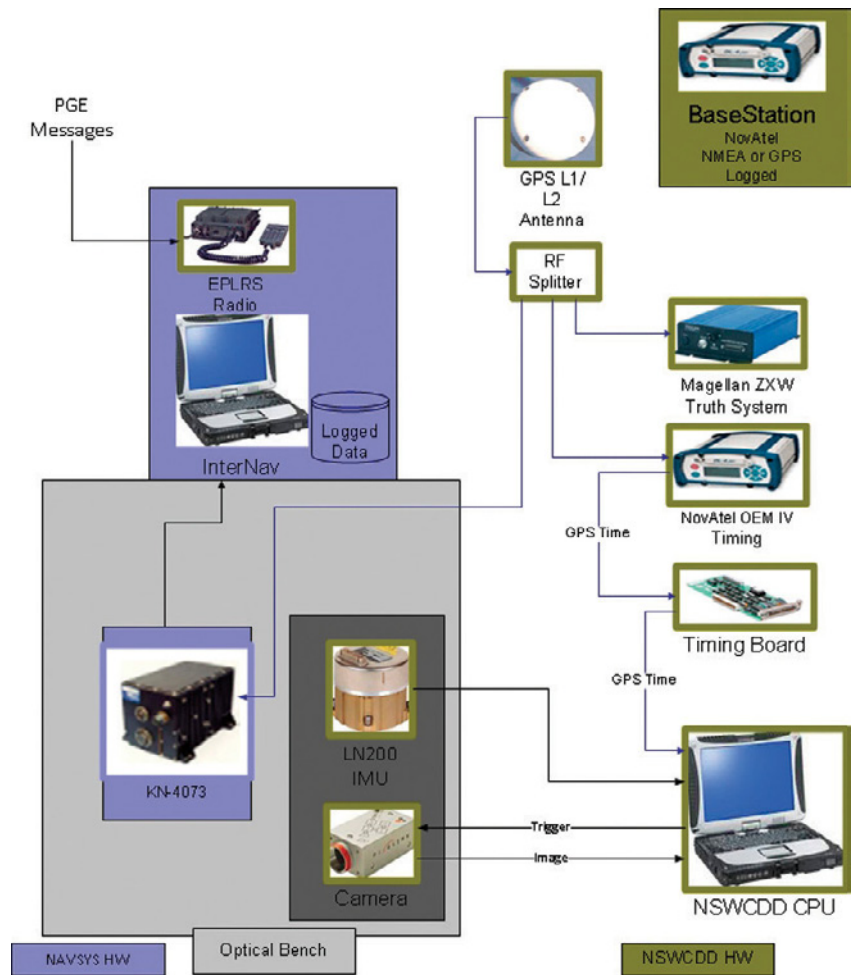 PGE
Messages
EPLRS
Radio
InterNav
Logged
Data
GPS L1/
L2
Antenna
BaseStation
NovAtel
NMEA or GPS
Logged
RF
Splitter
Magellan ZXW
Truth System
NovAtel OEM IV
Timing
GPS Time
Timing Board
GPS Time
KN-4073
LN200
IMU
Trigger
Image
Camera
NSWCDD CPU
NAVSYS HW
Optical Bench
NSWCDD HW